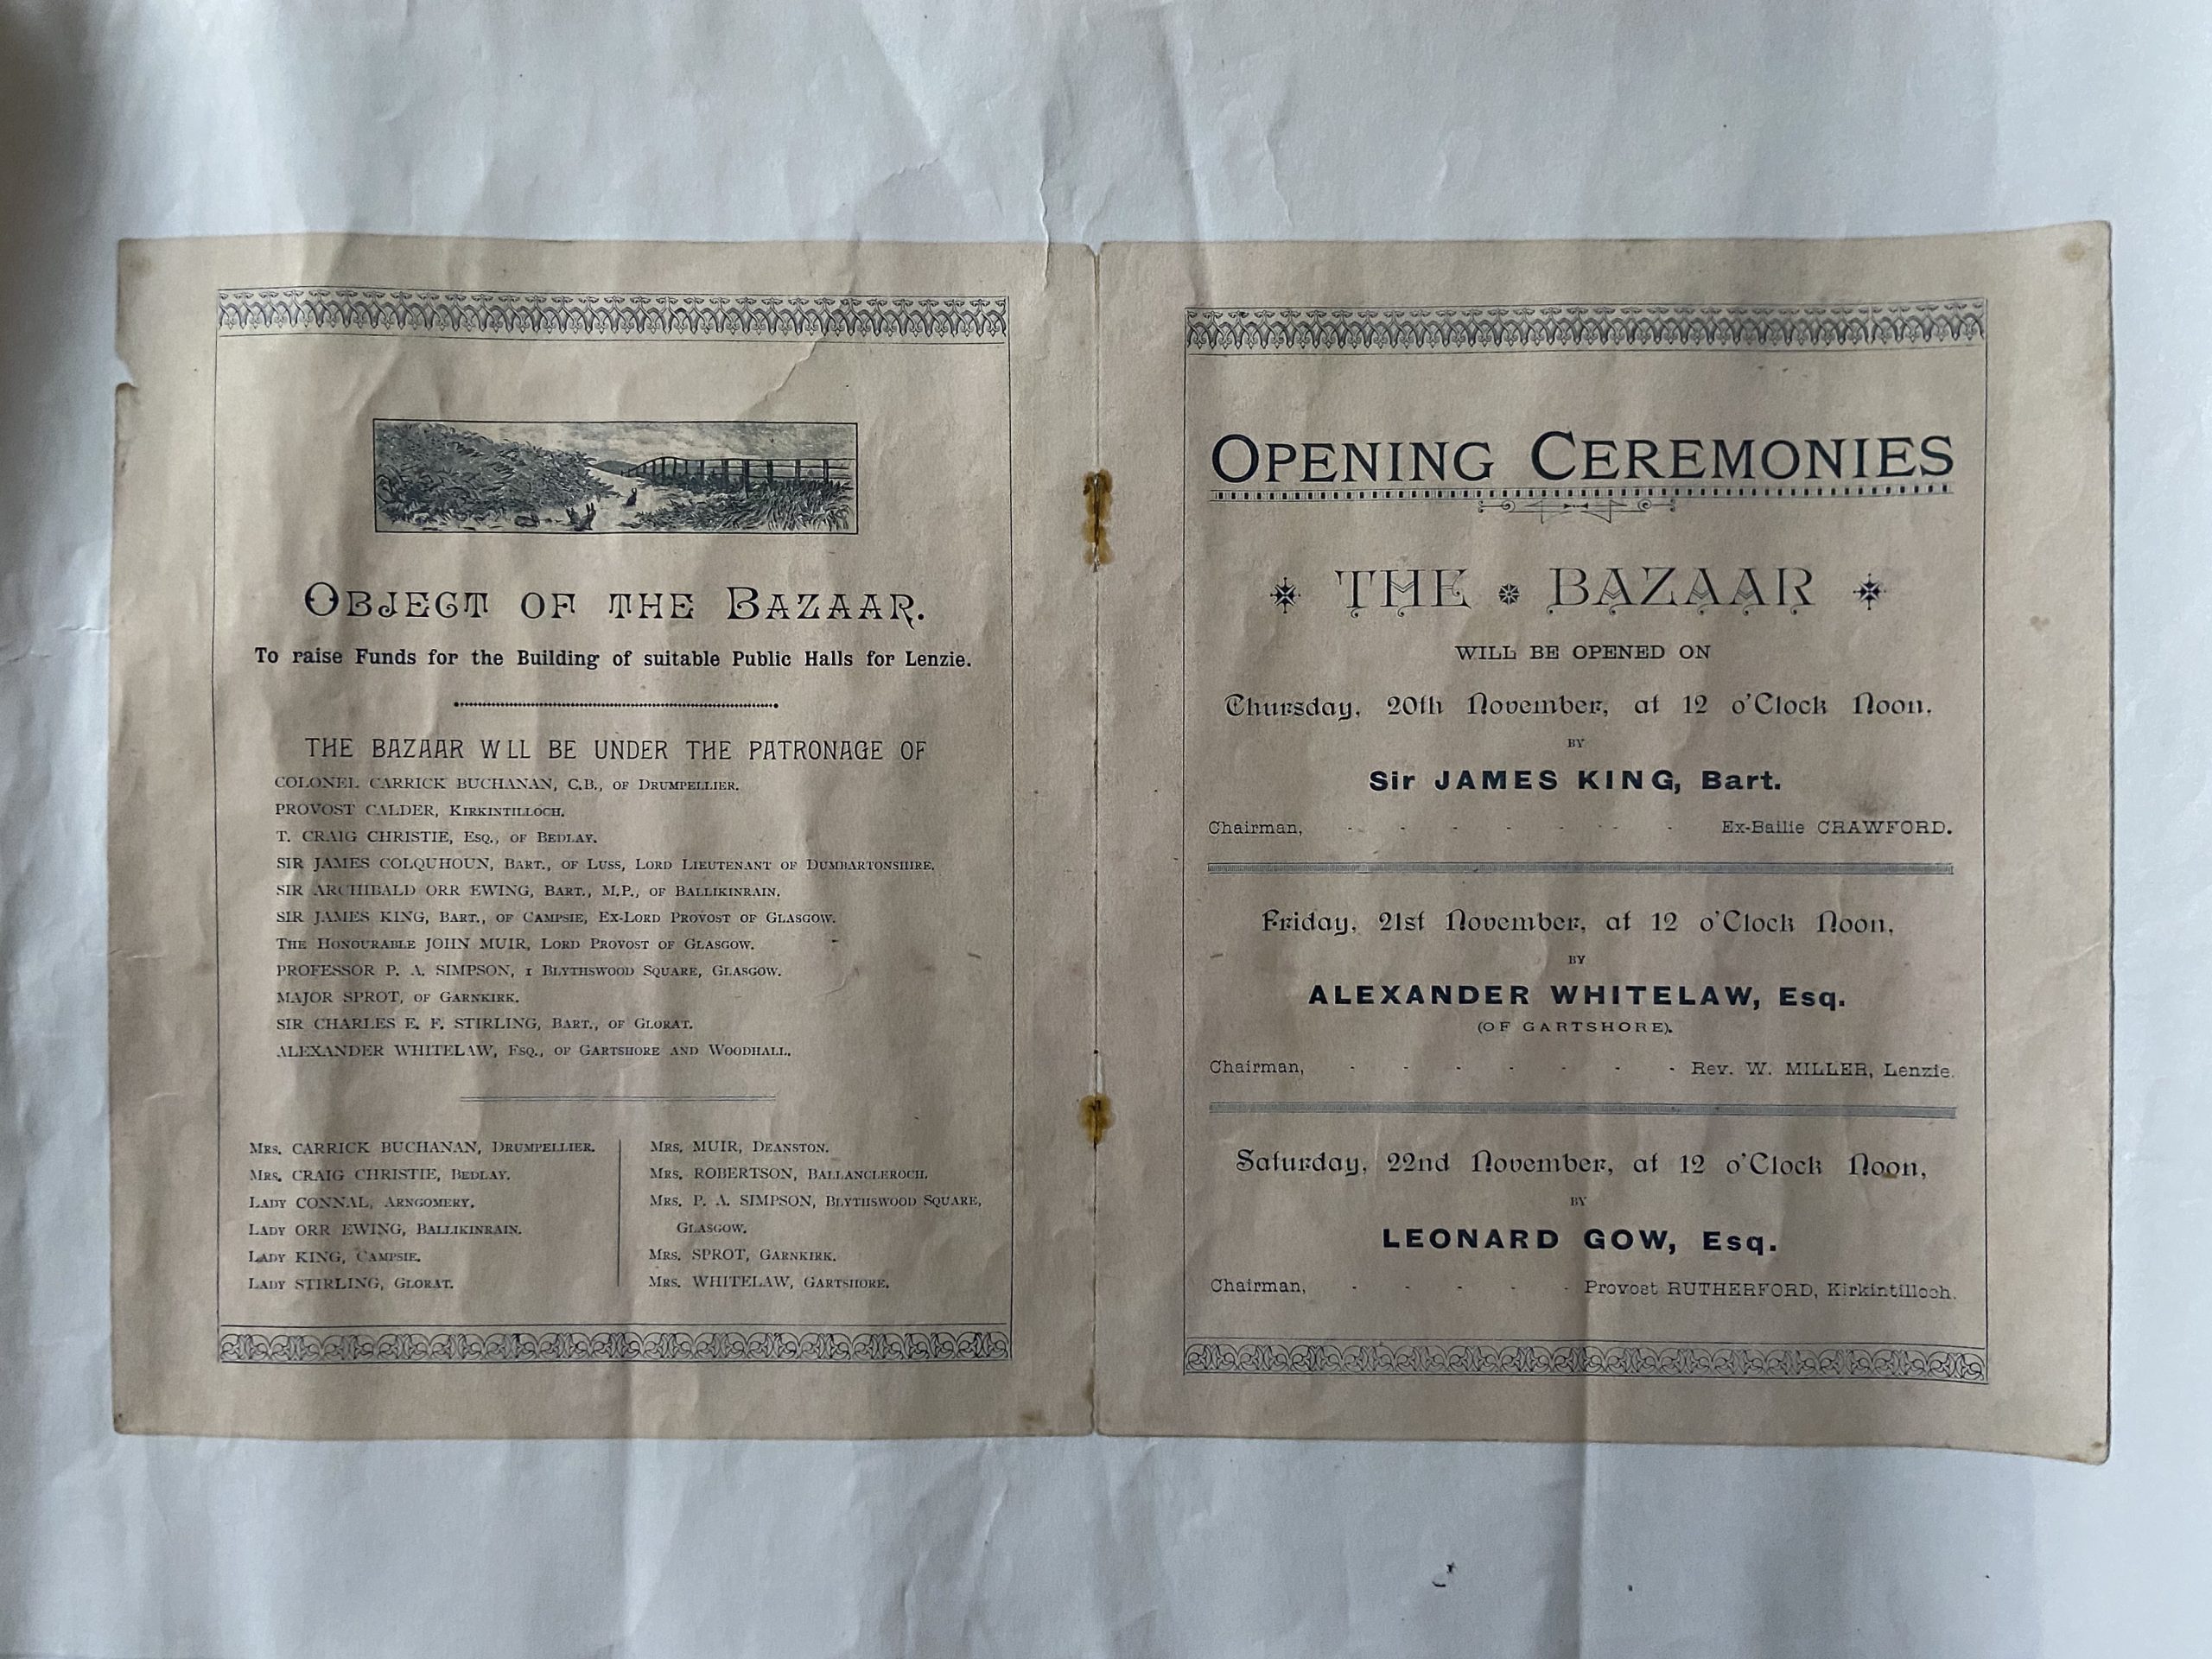 OBJECT OF THE BAZAAR.
To raise Funds for the Building of suitable Public Halls for Lenzie.
THE BAZAAR W LL BE UNDER THE PATRONAGE OF
COLONEL CARRICK BUCHANAN, C.B., OF DRUMPELLIER.
PROVOST CALDER, KIRKINTILLOCH.
T. CRAIG CHRISTIE, ESQ., OF BEDLAY.
SIR JAMES COLQUHOUN, BART., OF LUSS, LORD LIEUTENANT OF DUMBARTONSHIRE.
SIR ARCHIBALD ORR EWING, BART., M.P., OF BALLIKINRAIN.
SIR JAMES KING, BART., OF CAMPSIE, EX-LORD PROVOST OF GLASGOW.
THE HONOURABLE JOHN MUIR, LORD PROVOST OF GLASGOW.
PROFESSOR P. A. SIMPSON, 1 BLYTHSWOOD SQUARE, GLASGOW.
MAJOR SPROT, OF GARNKIRK.
SIR CHARLES E. F. STIRLING, BART., OF GLORAT.
ALEXANDER WHITELAW, ESQ., OF GARTSHORE AND WOODHALL.
MRS. CARRICK BUCHANAN, DRUMPELLIER.
MRS. CRAIG CHRISTIE, BEDLAY.
LADY CONNAL, ARNGOMERY.
LADY ORR EWING, BALLIKINRAIN.
LADY KING, CAMPSIE.
LADY STIRLING, GLORAT.
MRS. MUIR, DEANSTON.
MRS. ROBERTSON, BALLANCLEROCH.
MRS. P. A. SIMPSON, BLYTHSWOOD SQUARE,
GLASGOW.
MRS. SPROT, GARNKIRK.
MRS. WHITELAW, GARTSHORE.
OPENING CEREMONIES
THE BAZAAR
WILL BE OPENED ON
Thursday, 20th November, at 12 o'Clock Noon,
BY
Sir JAMES KING, Bart.
Chairman, - - - - - - - Ex-Bailie CRAWFORD.
Friday, 21st November, at 12 o'Clock Noon,
BY
ALEXANDER WHITELAW, Esq.
(OF GARTSHORE).
Chairman, - - - - - - - Rev. W. MILLER, Lenzie.
Saturday, 22nd November, at 12 o'Clock Noon,
BY
LEONARD GOW, Esq.
Chairman, - - - - - Provost RUTHERFORD, Kirkintilloch.